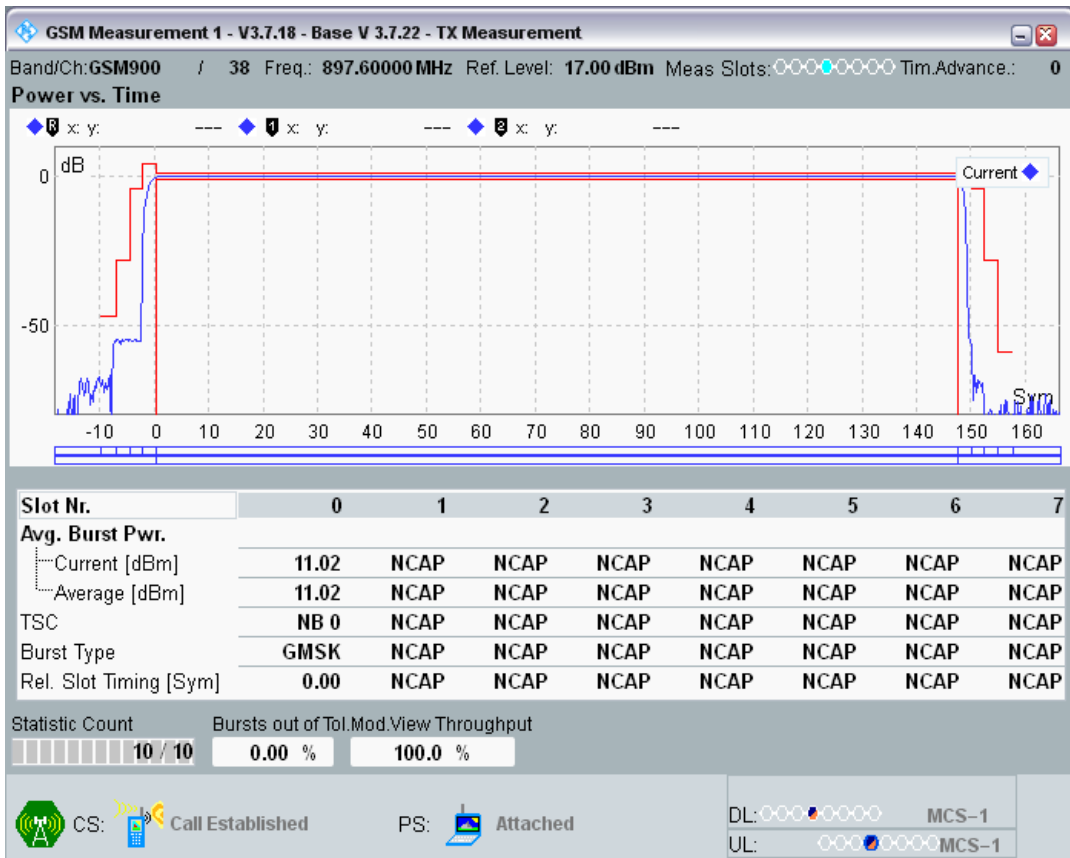 GSM Measurement 1 - V3.7.18 - Base V 3.7.22 - TX Measurement
Band/Ch:GSM900 / 38 Freq.: 897.60000 MHz Ref. Level: 17.00 dBm Meas Slots: Tim.Advance.: 0
Power vs. Time
R x: y: --- 1 x: y: --- 2 x: y: ---
dB
Current
0
-50
Sym
-10 0 10 20 30 40 50 60 70 80 90 100 110 120 130 140 150 160
Slot Nr. 0 1 2 3 4 5 6 7
Avg. Burst Pwr.
Current [dBm] 11.02 NCAP NCAP NCAP NCAP NCAP NCAP NCAP
Average [dBm] 11.02 NCAP NCAP NCAP NCAP NCAP NCAP NCAP
TSC NB 0 NCAP NCAP NCAP NCAP NCAP NCAP NCAP
Burst Type GMSK NCAP NCAP NCAP NCAP NCAP NCAP NCAP
Rel. Slot Timing [Sym] 0.00 NCAP NCAP NCAP NCAP NCAP NCAP NCAP
Statistic Count Bursts out of Tol.Mod.View Throughput
10 / 10 0.00 % 100.0 %
CS: Call Established PS: Attached
DL: MCS-1
UL: MCS-1